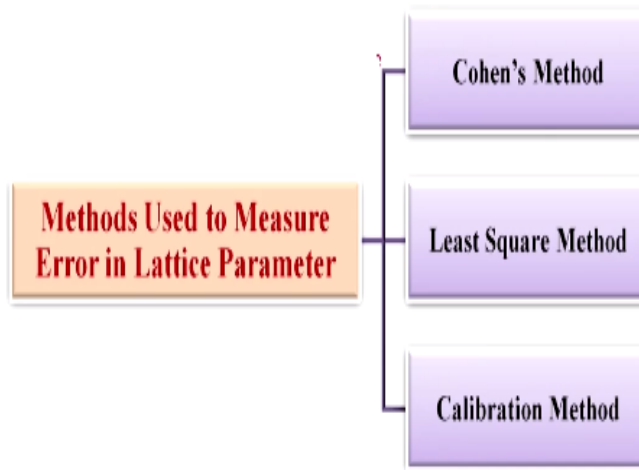 Cohen's Method
Methods Used to Measure
Error in Lattice Parameter
Least Square Method
Calibration Method